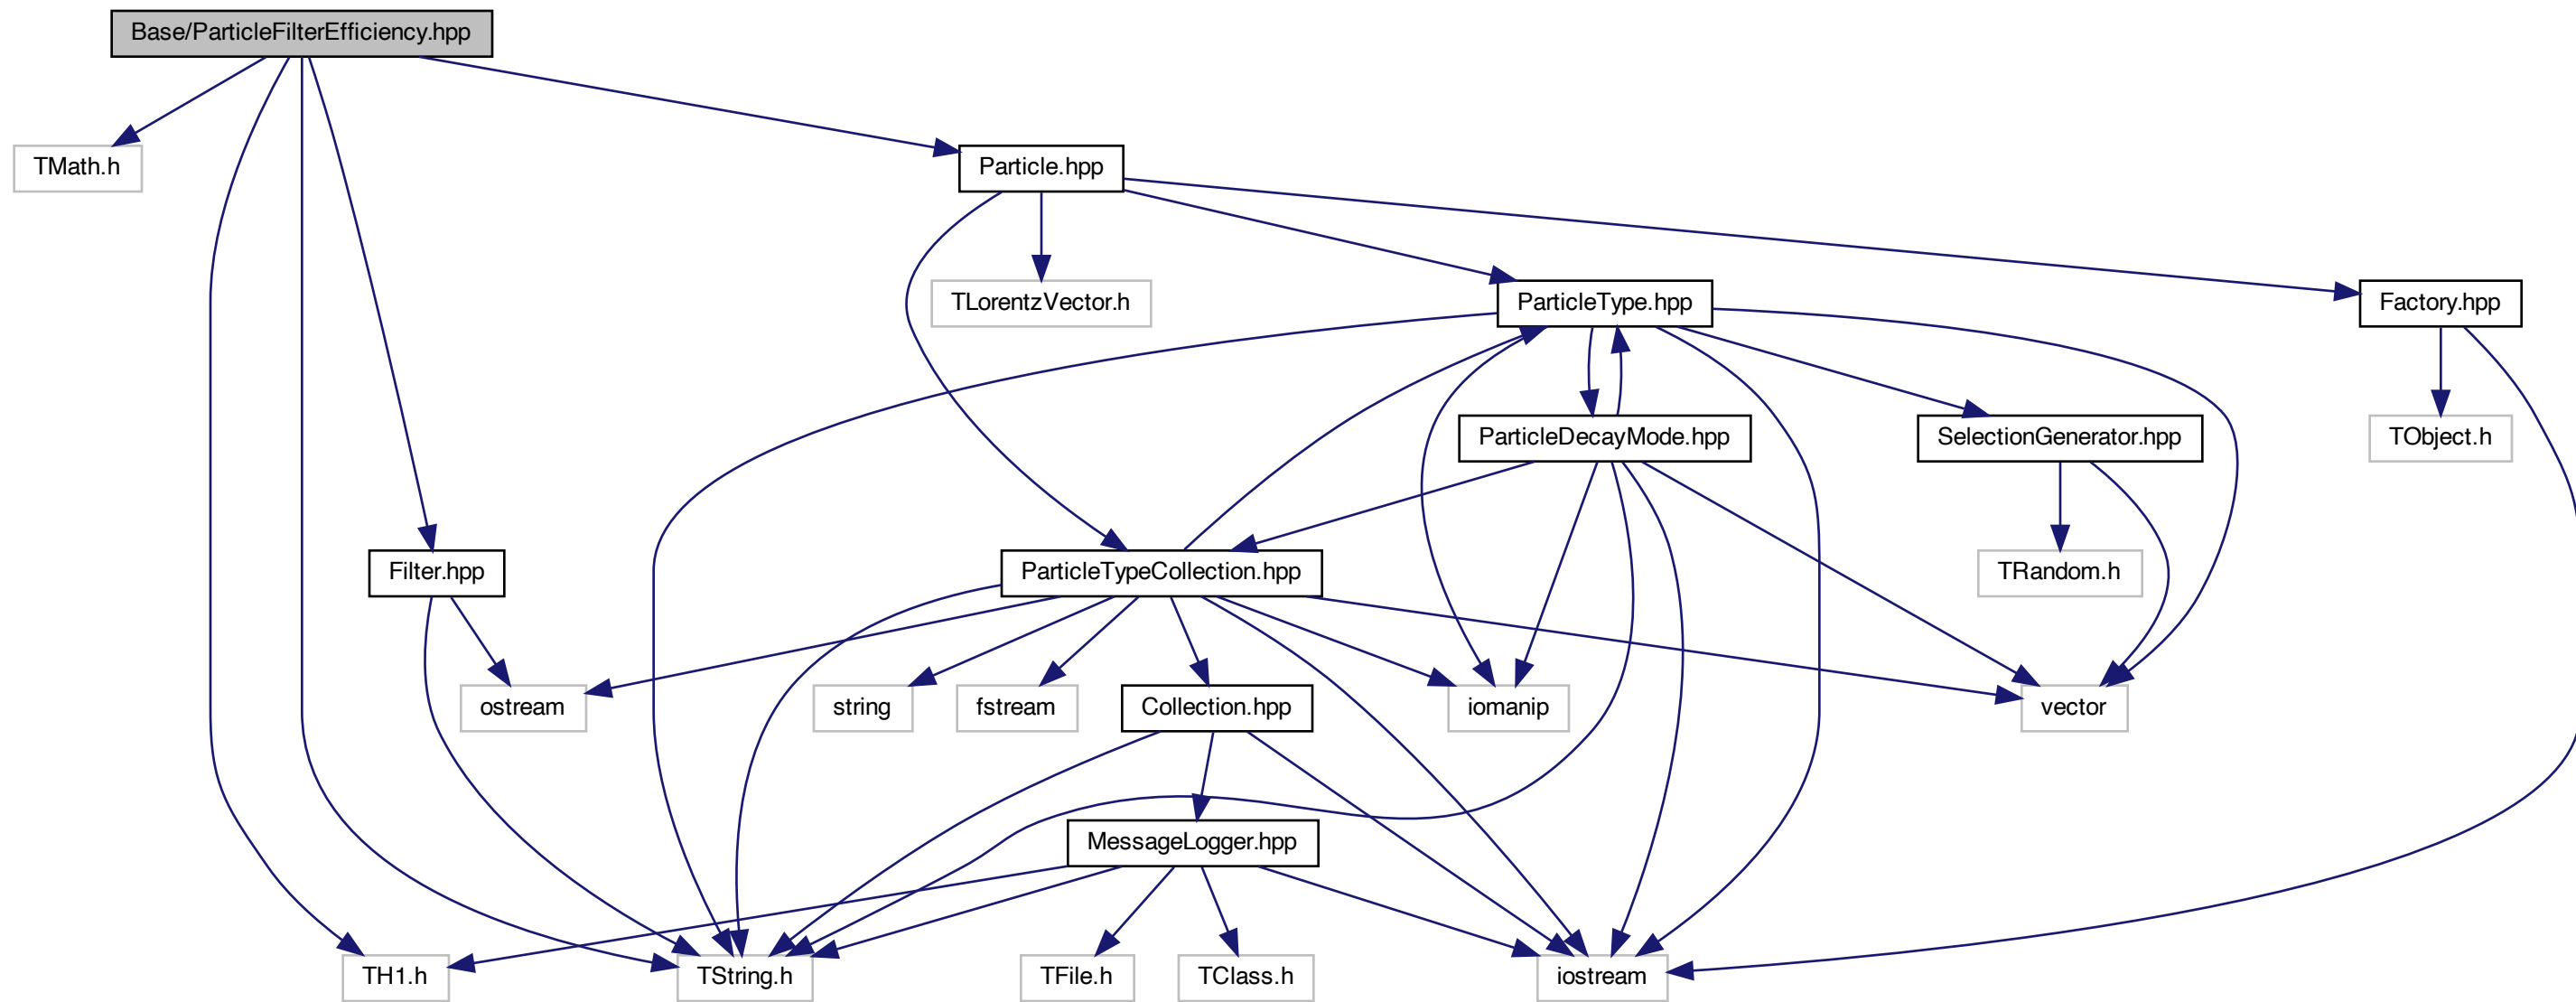 Base/ParticleFilterEfficiency.hpp
TMath.h
Particle.hpp
TLorentzVector.h
ParticleType.hpp
Factory.hpp
ParticleDecayMode.hpp
SelectionGenerator.hpp
TObject.h
Filter.hpp
ParticleTypeCollection.hpp
TRandom.h
ostream
string
fstream
Collection.hpp
iomanip
vector
MessageLogger.hpp
TH1.h
TString.h
TFile.h
TClass.h
iostream